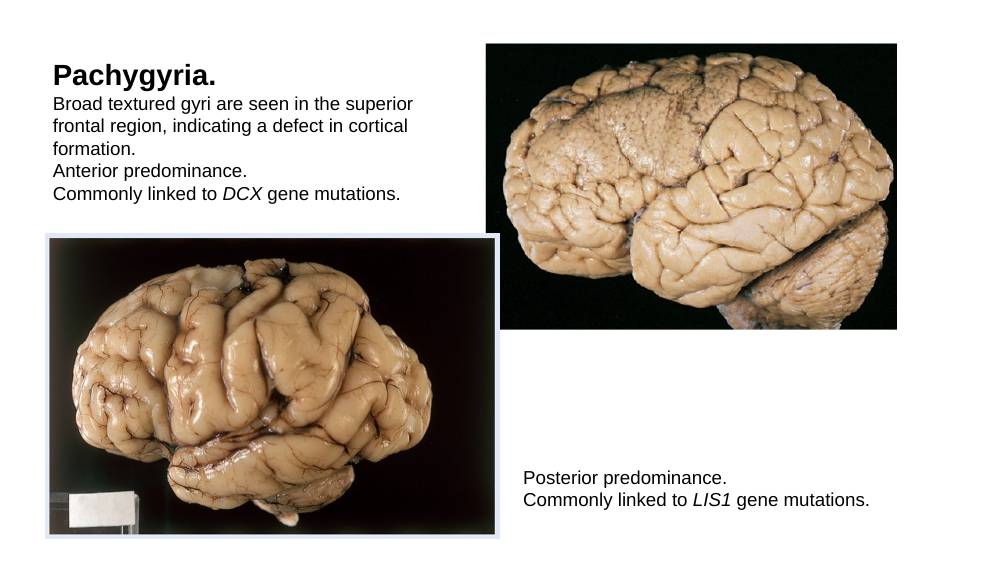 Pachygyria.
Broad textured gyri are seen in the superior
frontal region, indicating a defect in cortical
formation.
Anterior predominance.
Commonly linked to DCX gene mutations.
Posterior predominance.
Commonly linked to LIS1 gene mutations.